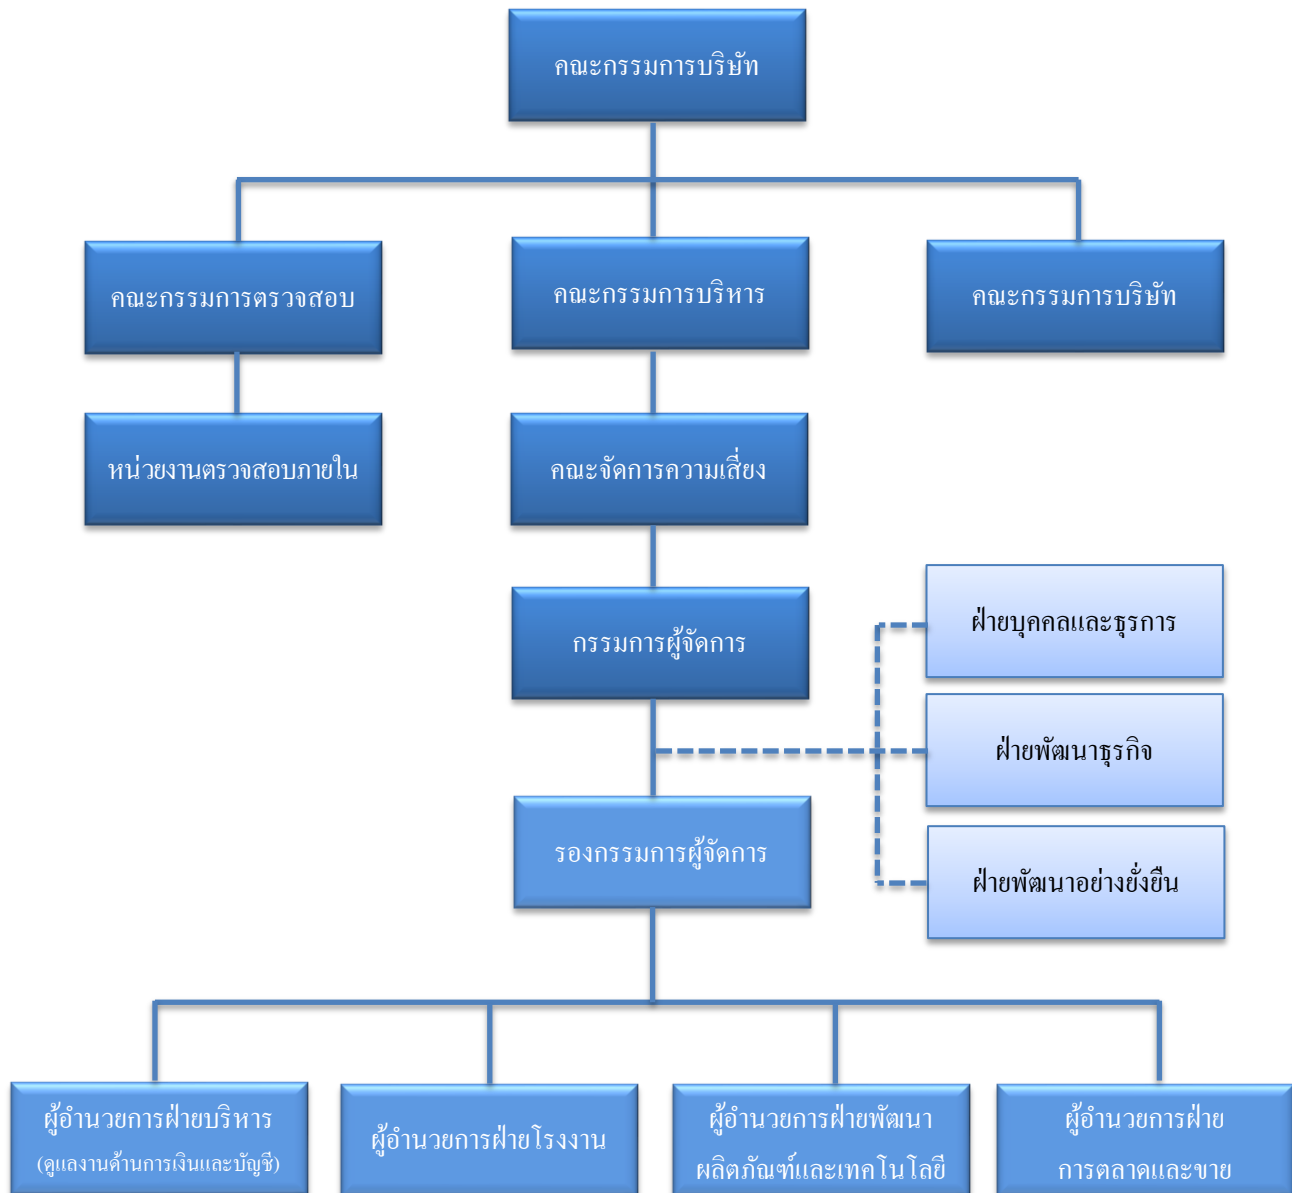 คณะกรรมการบริษัท
คณะกรรมการตรวจสอบ
คณะกรรมการบริหาร
คณะกรรมการบริษัท
หน่วยงานตรวจสอบภายใน
คณะจัดการความเสี่ยง
กรรมการผู้จัดการ
ฝ่ายบุคคลและธุรการ
ฝ่ายพัฒนาธุรกิจ
รองกรรมการผู้จัดการ
ฝ่ายพัฒนาอย่างยั่งยืน
ผู้อำนวยการฝ่ายบริหาร
(ดูแลงานด้านการเงินและบัญชี)
ผู้อำนวยการฝ่ายโรงงาน
ผู้อำนวยการฝ่ายพัฒนา
ผลิตภัณฑ์และเทคโนโลยี
ผู้อำนวยการฝ่าย
การตลาดและขาย